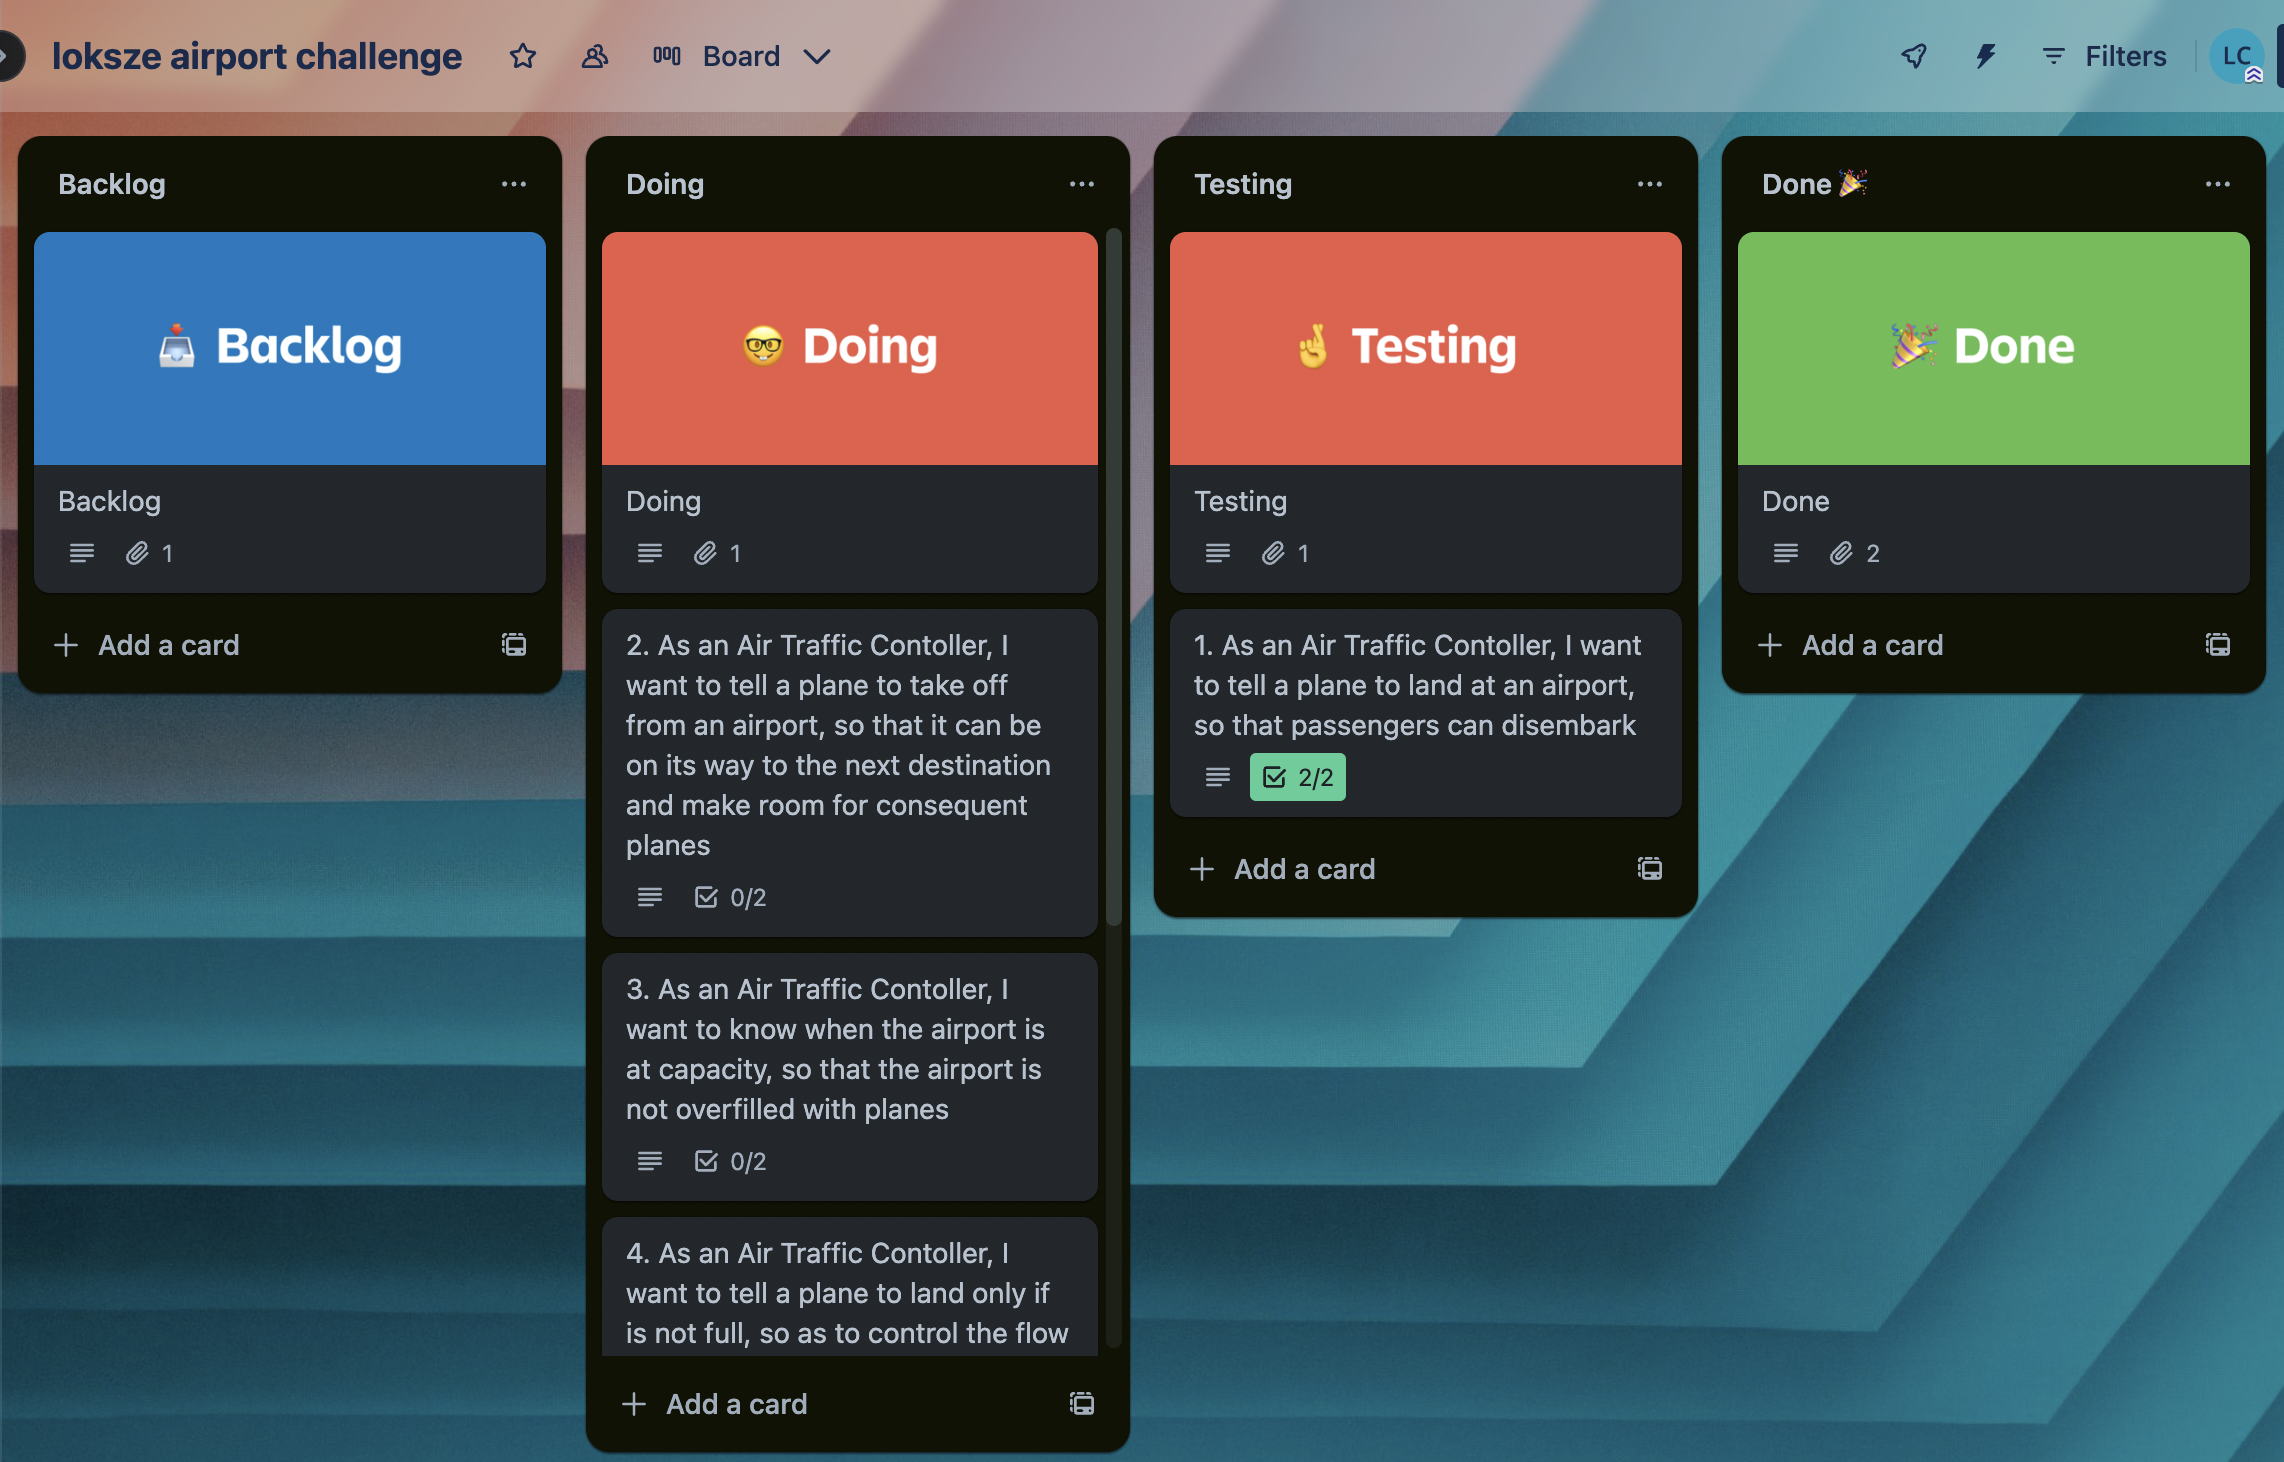 loksze airport challenge
Board
Filters
LC
Backlog
Backlog
Backlog
1
Add a card
Doing
Doing
Doing
1
2. As an Air Traffic Contoller, I
want to tell a plane to take off
from an airport, so that it can be
on its way to the next destination
and make room for consequent
planes
0/2
3. As an Air Traffic Contoller, I
want to know when the airport is
at capacity, so that the airport is
not overfilled with planes
0/2
4. As an Air Traffic Contoller, I
want to tell a plane to land only if
is not full, so as to control the flow
Add a card
Testing
Testing
Testing
1
1. As an Air Traffic Contoller, I want
to tell a plane to land at an airport,
so that passengers can disembark
2/2
Add a card
Done 🎉
Done
Done
2
Add a card